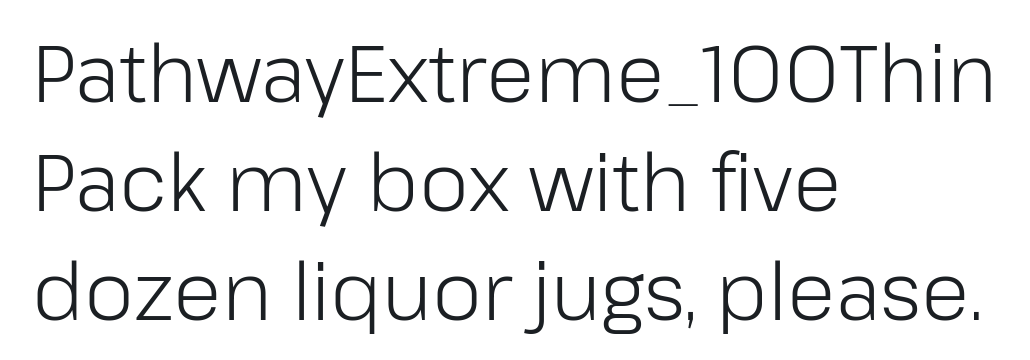 PathwayExtreme_100Thin
Pack my box with five
dozen liquor jugs, please.